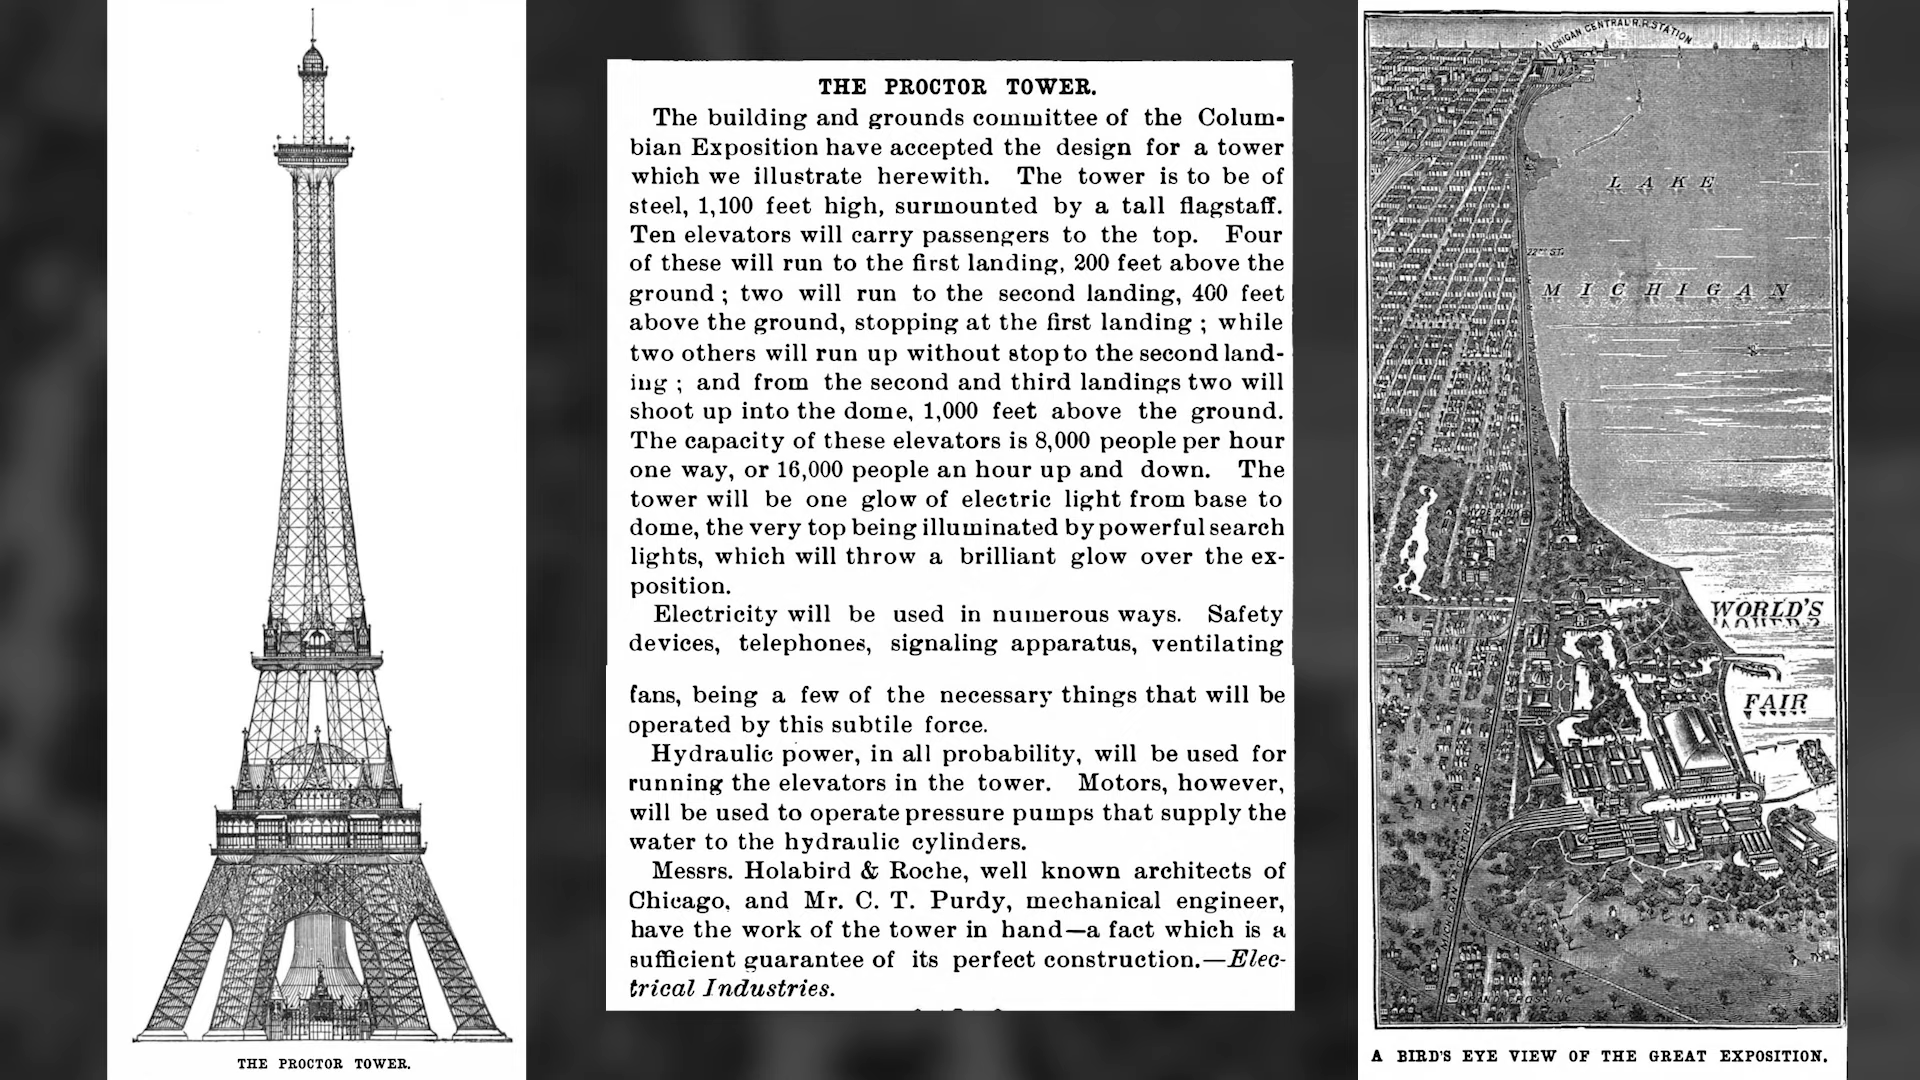 THE PROCTOR TOWER.
THE PROCTOR TOWER.
The building and grounds committee of the Colum-
bian Exposition have accepted the design for a tower
which we illustrate herewith. The tower is to be of
steel, 1,100 feet high, surmounted by a tall flagstaff.
Ten elevators will carry passengers to the top. Four
of these will run to the first landing, 200 feet above the
ground; two will run to the second landing, 400 feet
above the ground, stopping at the first landing; while
two others will run up without stop to the second land-
ing; and from the second and third landings two will
shoot up into the dome, 1,000 feet above the ground.
The capacity of these elevators is 8,000 people per hour
one way, or 16,000 people an hour up and down. The
tower will be one glow of electric light from base to
dome, the very top being illuminated by powerful search
lights, which will throw a brilliant glow over the ex-
position.
Electricity will be used in numerous ways. Safety
devices, telephones, signaling apparatus, ventilating
fans, being a few of the necessary things that will be
operated by this subtile force.
Hydraulic power, in all probability, will be used for
running the elevators in the tower. Motors, however,
will be used to operate pressure pumps that supply the
water to the hydraulic cylinders.
Messrs. Holabird & Roche, well known architects of
Chicago, and Mr. C. T. Purdy, mechanical engineer,
have the work of the tower in hand—a fact which is a
sufficient guarantee of its perfect construction.—Elec-
trical Industries.
MICHIGAN CENTRAL R.R. STATION
LAKE
22ND ST.
MICHIGAN
HYDE PARK
WORLD'S
FAIR
MICHIGAN CENTRAL RR
GRAND CROSSING
A BIRD'S EYE VIEW OF THE GREAT EXPOSITION.